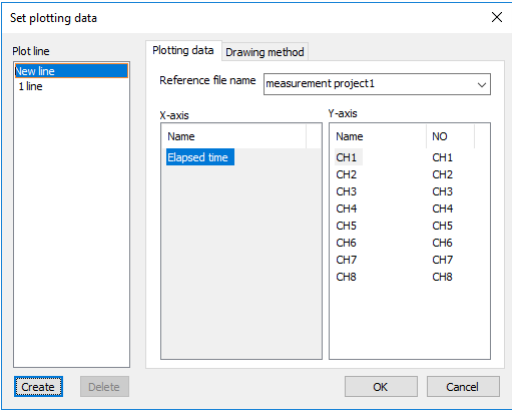 Set plotting data
Plot line
New line
1 line
Plotting data
Drawing method
Reference file name
measurement project1
X-axis
Name
Elapsed time
Y-axis
Name NO
CH1 CH1
CH2 CH2
CH3 CH3
CH4 CH4
CH5 CH5
CH6 CH6
CH7 CH7
CH8 CH8
Create
Delete
OK
Cancel